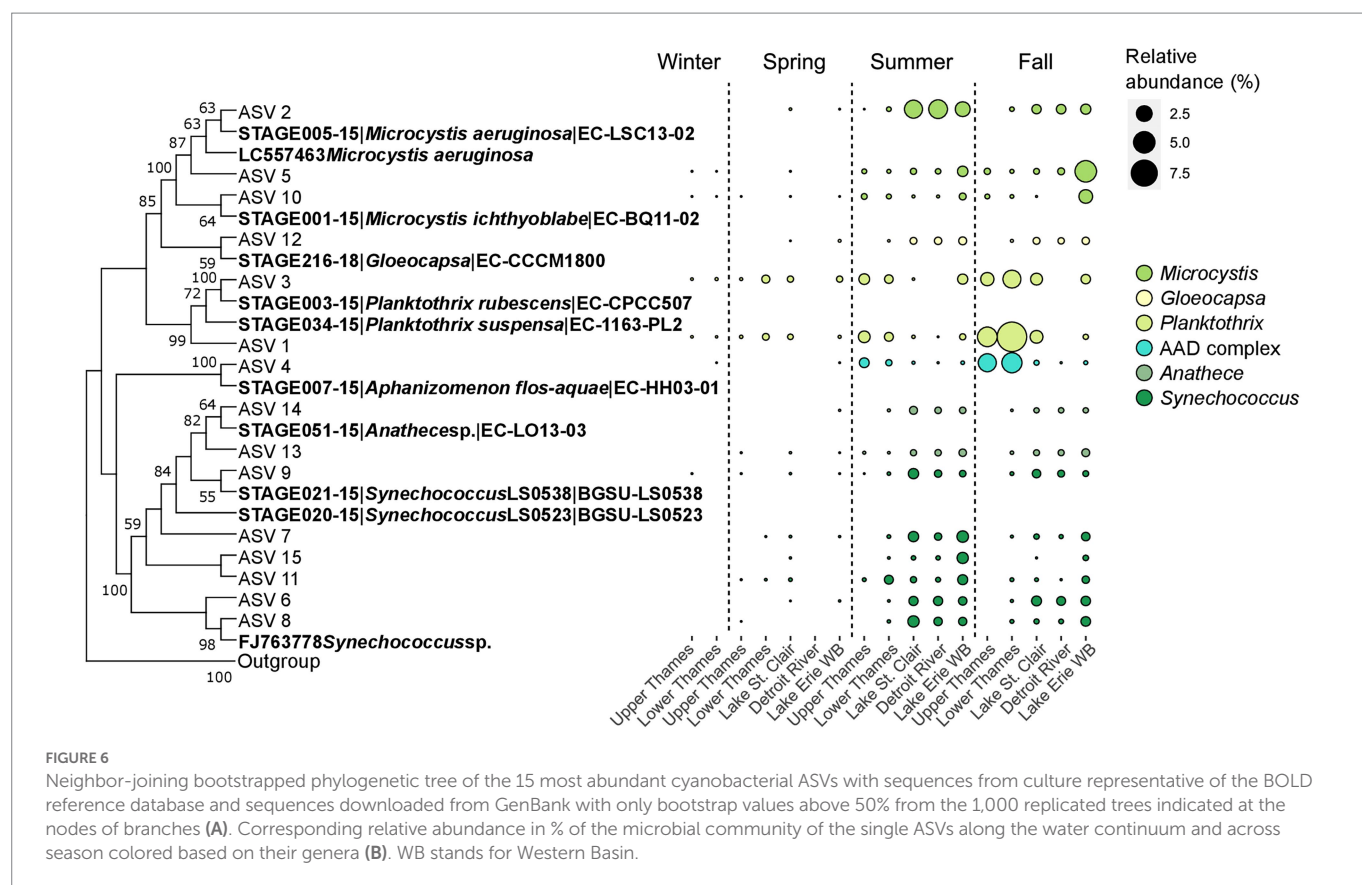 Winter Spring Summer Fall
Relative
abundance (%)
2.5
5.0
7.5
63
ASV 2
63
STAGE005-15|Microcystis aeruginosa|EC-LSC13-02
87
LC557463Microcystis aeruginosa
100
ASV 5
85
ASV 10
64
STAGE001-15|Microcystis ichthyoblabe|EC-BQ11-02
ASV 12
59
STAGE216-18|Gloeocapsa|EC-CCCM1800
100
ASV 3
72
STAGE003-15|Planktothrix rubescens|EC-CPCC507
STAGE034-15|Planktothrix suspensa|EC-1163-PL2
99
ASV 1
100
ASV 4
STAGE007-15|Aphanizomenon flos-aquae|EC-HH03-01
64
ASV 14
82
STAGE051-15|Anathecesp.|EC-LO13-03
ASV 13
84
ASV 9
55
STAGE021-15|SynechococcusLS0538|BGSU-LS0538
STAGE020-15|SynechococcusLS0523|BGSU-LS0523
59
ASV 7
ASV 15
ASV 11
100
ASV 6
ASV 8
98
FJ763778Synechococcussp.
Outgroup
100
Microcystis
Gloeocapsa
Planktothrix
AAD complex
Anathece
Synechococcus
Upper Thames
Lower Thames
Upper Thames
Lower Thames
Lake St. Clair
Detroit River
Lake Erie WB
Upper Thames
Lower Thames
Lake St. Clair
Detroit River
Lake Erie WB
Upper Thames
Lower Thames
Lake St. Clair
Detroit River
Lake Erie WB
FIGURE 6
Neighbor-joining bootstrapped phylogenetic tree of the 15 most abundant cyanobacterial ASVs with sequences from culture representative of the BOLD
reference database and sequences downloaded from GenBank with only bootstrap values above 50% from the 1,000 replicated trees indicated at the
nodes of branches (A). Corresponding relative abundance in % of the microbial community of the single ASVs along the water continuum and across
season colored based on their genera (B). WB stands for Western Basin.